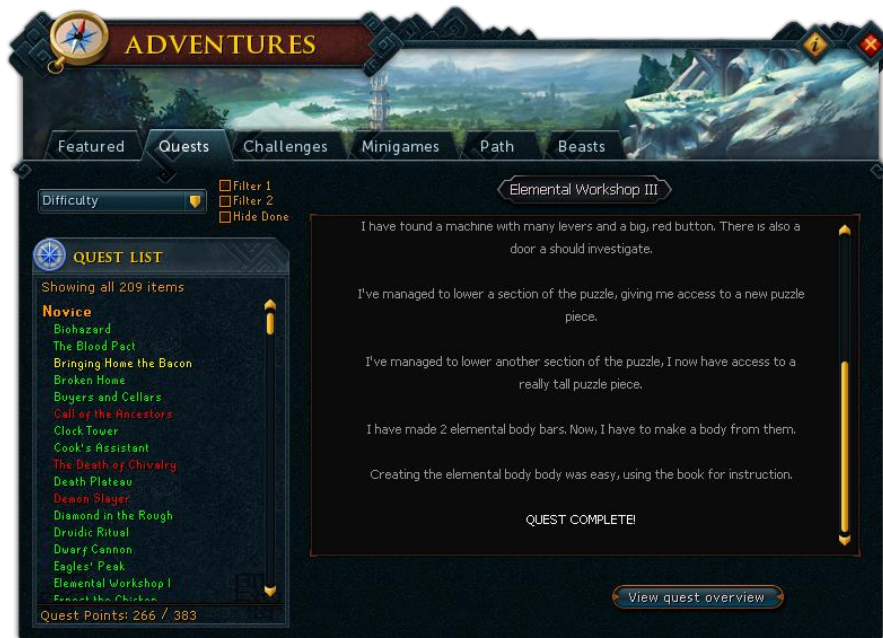 ADVENTURES
Featured
Quests
Challenges
Minigames
Path
Beasts
Difficulty
Filter 1
Filter 2
Hide Done
Elemental Workshop III
QUEST LIST
Showing all 209 items
Novice
Biohazard
The Blood Pact
Bringing Home the Bacon
Broken Home
Buyers and Cellars
Call of the Ancestors
Clock Tower
Cook's Assistant
The Death of Chivalry
Death Plateau
Demon Slayer
Diamond in the Rough
Druidic Ritual
Dwarf Cannon
Eagles' Peak
Elemental Workshop I
Ernest the Chicken
Quest Points: 266 / 383
I have found a machine with many levers and a big, red button. There is also a
door a should investigate.
I've managed to lower a section of the puzzle, giving me access to a new puzzle
piece.
I've managed to lower another section of the puzzle, I now have access to a
really tall puzzle piece.
I have made 2 elemental body bars. Now, I have to make a body from them.
Creating the elemental body body was easy, using the book for instruction.
QUEST COMPLETE!
View quest overview